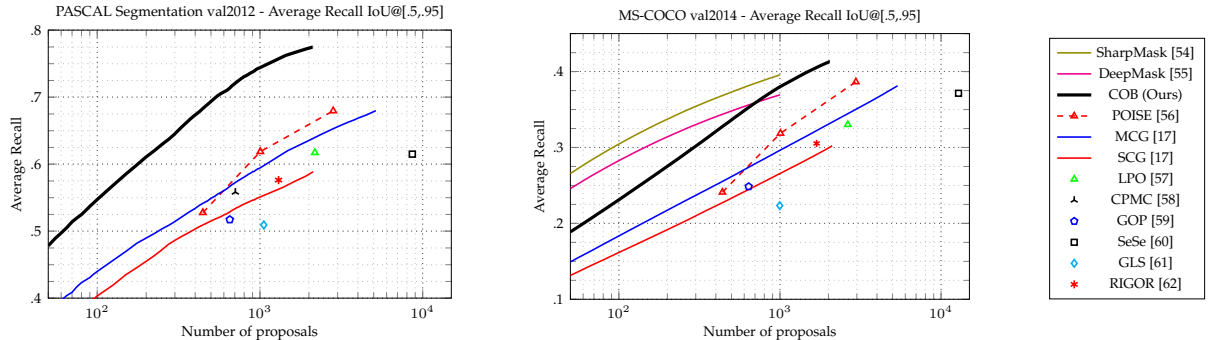 PASCAL Segmentation val2012 - Average Recall IoU@[.5,.95]
.8
.7
.6
.5
.4
10^2
10^3
10^4
Number of proposals
Average Recall
MS-COCO val2014 - Average Recall IoU@[.5,.95]
.4
.3
.2
.1
10^2
10^3
10^4
Number of proposals
Average Recall
SharpMask [54]
DeepMask [55]
COB (Ours)
POISE [56]
MCG [17]
SCG [17]
LPO [57]
CPMC [58]
GOP [59]
SeSe [60]
GLS [61]
RIGOR [62]